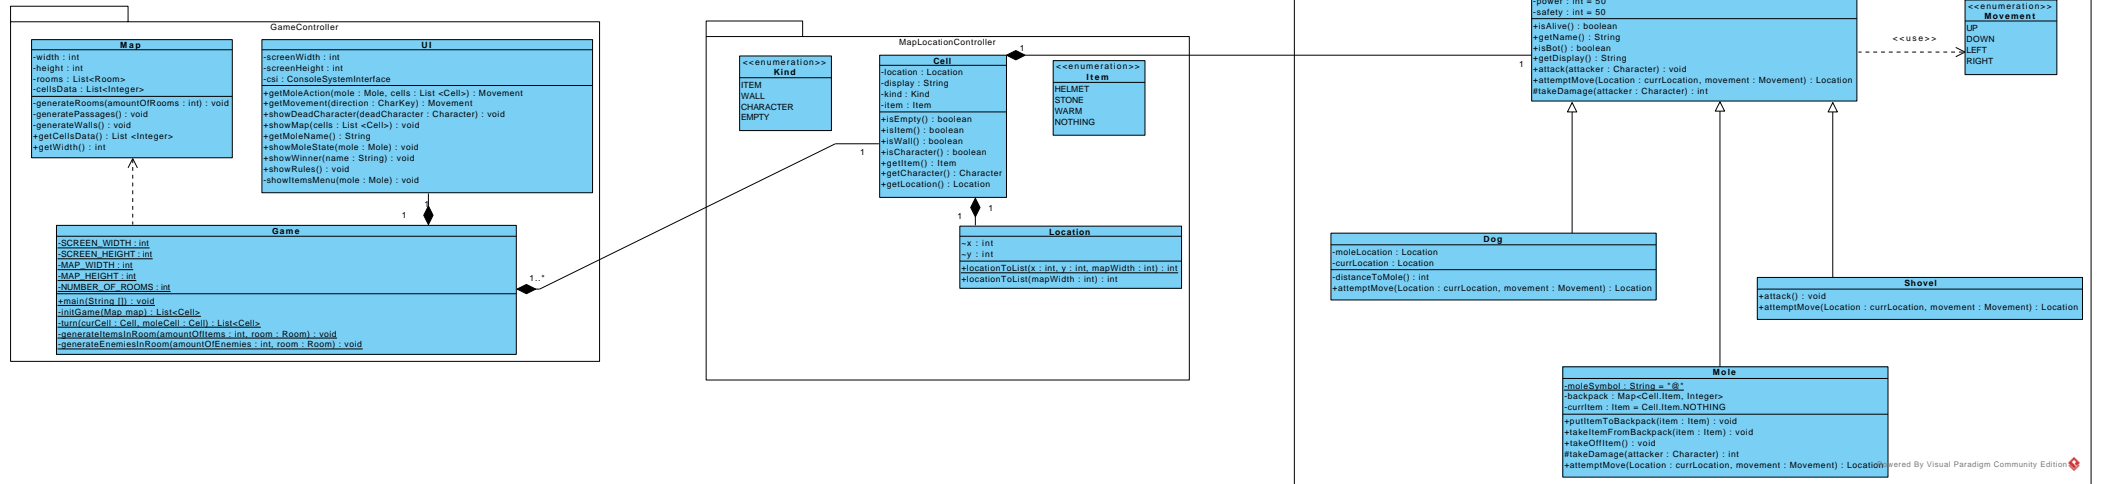 GameController
Map
-width : int
-height : int
-rooms : List<Room>
-cellsData : List<Integer>
-generateRooms(amountOfRooms : int) : void
-generatePassages() : void
-generateWalls() : void
+getCellsData() : List <Integer>
+getWidth() : int
UI
-screenWidth : int
-screenHeight : int
-csi : ConsoleSystemInterface
+getMoleAction(mole : Mole, cells : List <Cell>) : Movement
+getMovement(direction : CharKey) : Movement
+showDeadCharacter(deadCharacter : Character) : void
+showMap(cells : List <Cell>) : void
+getMoleName() : String
+showMoleState(mole : Mole) : void
+showWinner(name : String) : void
+showRules() : void
-showItemsMenu(mole : Mole) : void
1
1
Game
-SCREEN_WIDTH : int
-SCREEN_HEIGHT : int
-MAP_WIDTH : int
-MAP_HEIGHT : int
-NUMBER_OF_ROOMS : int
+main(String []) : void
-initGame(Map map) : List<Cell>
-turn(curCell : Cell, moleCell : Cell) : List<Cell>
-generateItemsInRoom(amountOfItems : int, room : Room) : void
-generateEnemiesInRoom(amountOfEnemies : int, room : Room) : void
1..*
1
MapLocationController
<<enumeration>>
Kind
ITEM
WALL
CHARACTER
EMPTY
Cell
-location : Location
-display : String
-kind : Kind
-item : Item
+isEmpty() : boolean
+isItem() : boolean
+isWall() : boolean
+isCharacter() : boolean
+getItem() : Item
+getCharacter() : Character
+getLocation() : Location
1
1
<<enumeration>>
Item
HELMET
STONE
WARM
NOTHING
1
1
Location
~x : int
~y : int
+locationToList(x : int, y : int, mapWidth : int) : int
+locationToList(mapWidth : int) : int
-power : int = 50
-safety : int = 50
+isAlive() : boolean
+getName() : String
+isBot() : boolean
+getDisplay() : String
+attack(attacker : Character) : void
+attemptMove(Location : currLocation, movement : Movement) : Location
#takeDamage(attacker : Character) : int
<<use>>
<<enumeration>>
Movement
UP
DOWN
LEFT
RIGHT
Dog
-moleLocation : Location
-currLocation : Location
-distanceToMole() : int
+attemptMove(Location : currLocation, movement : Movement) : Location
Shovel
+attack() : void
+attemptMove(Location : currLocation, movement : Movement) : Location
Mole
-moleSymbol : String = "@"
-backpack : Map<Cell.Item, Integer>
-currItem : Item = Cell.Item.NOTHING
+putItemToBackpack(item : Item) : void
+takeItemFromBackpack(item : Item) : void
+takeOffItem() : void
#takeDamage(attacker : Character) : int
+attemptMove(Location : currLocation, movement : Movement) : Location
Powered By Visual Paradigm Community Edition